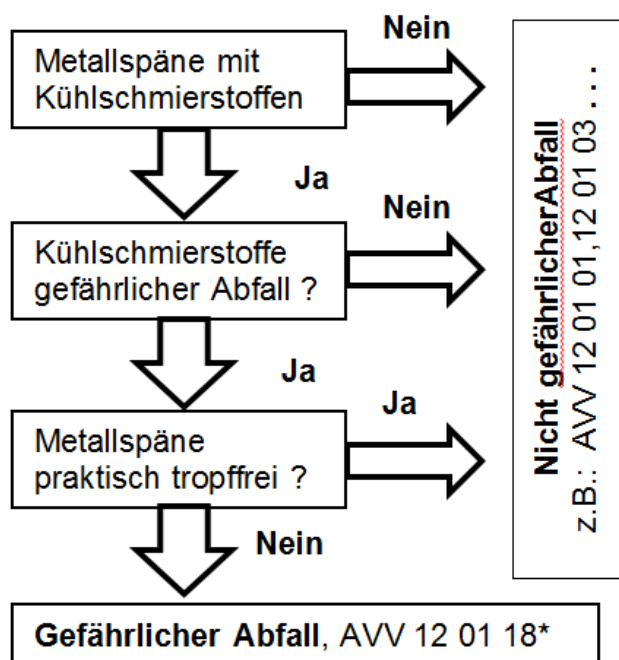 Nein
Metallspäne mit
Kühlschmierstoffen
Ja
Nein
Kühlschmierstoffe
gefährlicher Abfall ?
Ja
Ja
Metallspäne
praktisch tropffrei ?
Nein
Gefährlicher Abfall, AVV 12 01 18*
Nicht gefährlicherAbfall
z.B.: AVV 12 01 01,12 01 03 . . .